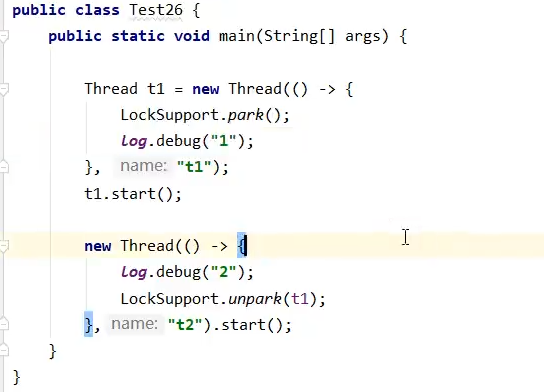 public class Test26 {
    public static void main(String[] args) {
        Thread t1 = new Thread(() -> {
            LockSupport.park();
            log.debug("1");
        }, name: "t1");
        t1.start();
        new Thread(() -> {
            log.debug("2");
            LockSupport.unpark(t1);
        }, name: "t2").start();
    }
}